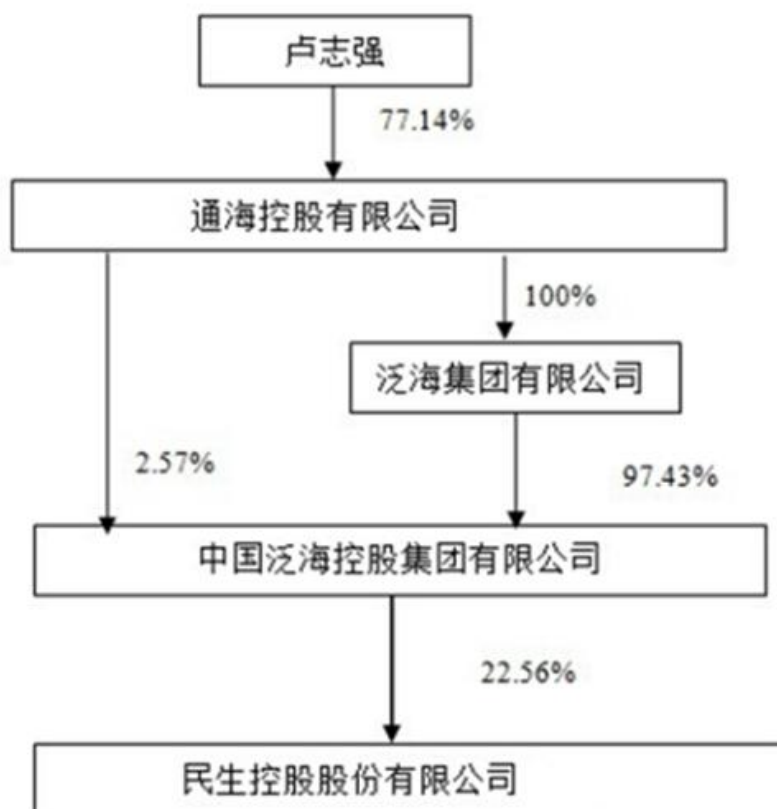 卢志强
77.14%
通海控股有限公司
100%
泛海集团有限公司
2.57%
97.43%
中国泛海控股集团有限公司
22.56%
民生控股股份有限公司